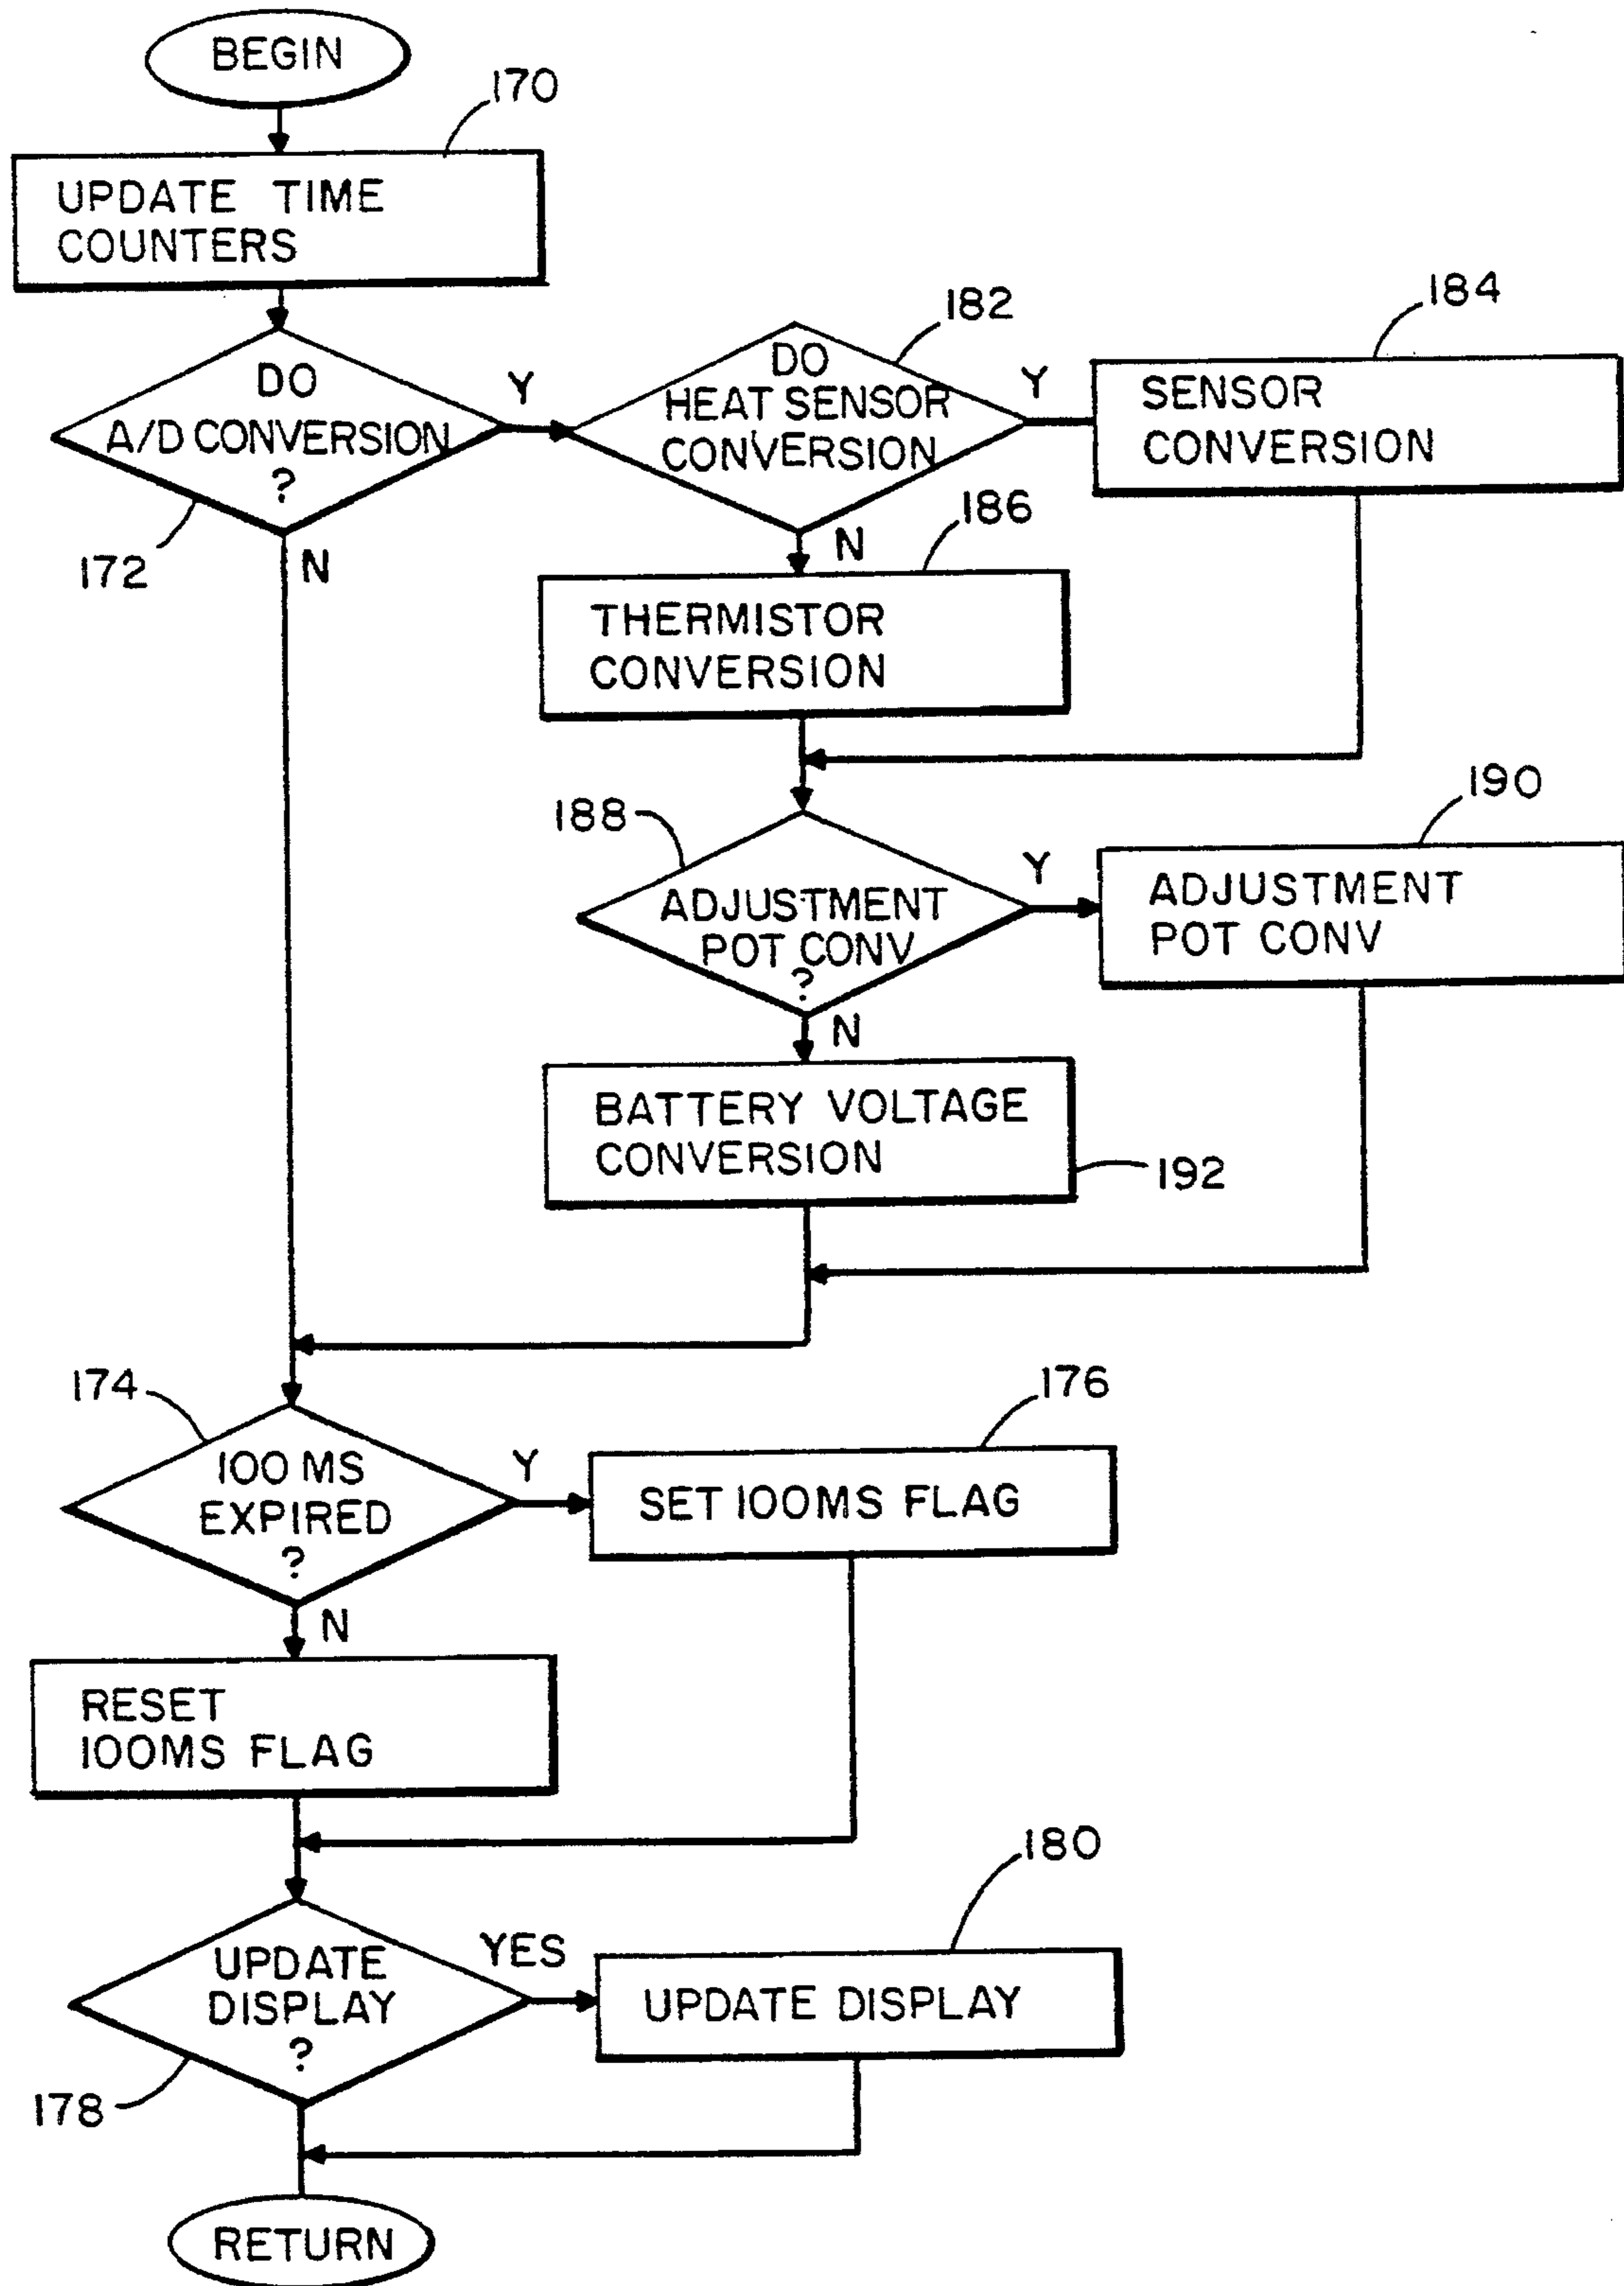 BEGIN
170
UPDATE TIME
COUNTERS
DO
A/D CONVERSION
?
172
Y
N
182
DO
HEAT SENSOR
CONVERSION
Y
184
SENSOR
CONVERSION
N
186
THERMISTOR
CONVERSION
188
ADJUSTMENT
POT CONV
?
Y
190
ADJUSTMENT
POT CONV
N
BATTERY VOLTAGE
CONVERSION
192
174
100 MS
EXPIRED
?
Y
176
SET 100MS FLAG
N
RESET
100MS FLAG
UPDATE
DISPLAY
?
178
YES
180
UPDATE DISPLAY
RETURN